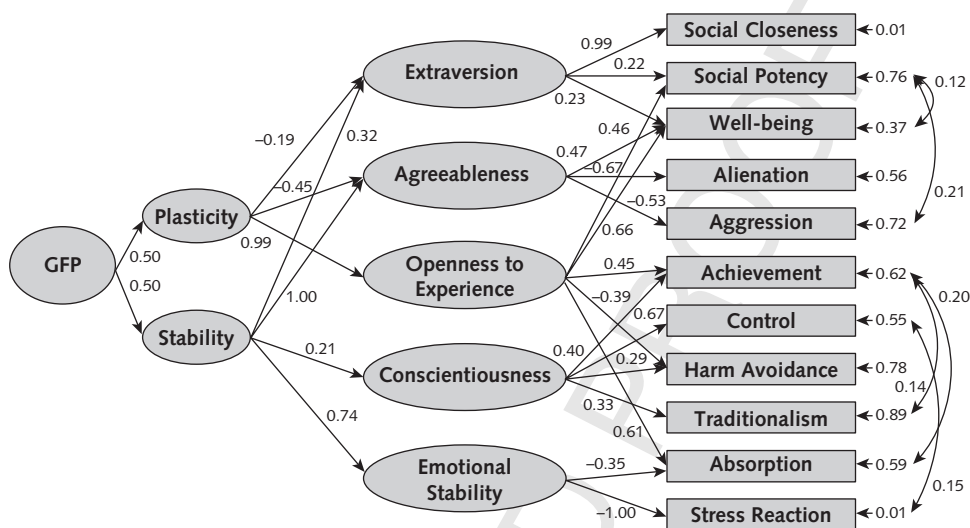 Social Closeness
0.01
0.99
Extraversion
0.22
Social Potency
0.76
0.12
0.23
–0.19
0.32
0.46
Well-being
0.37
0.47
–0.67
Agreeableness
Alienation
0.56
–0.45
0.21
–0.53
Plasticity
Aggression
0.72
0.66
0.99
GFP
0.50
Openness to
Experience
0.45
Achievement
0.62
0.50
1.00
–0.39
0.20
0.67
Control
0.55
Stability
0.21
0.40
0.29
Conscientiousness
Harm Avoidance
0.78
0.14
0.33
Traditionalism
0.89
0.74
0.61
Emotional
Stability
–0.35
Absorption
0.59
0.15
–1.00
Stress Reaction
0.01